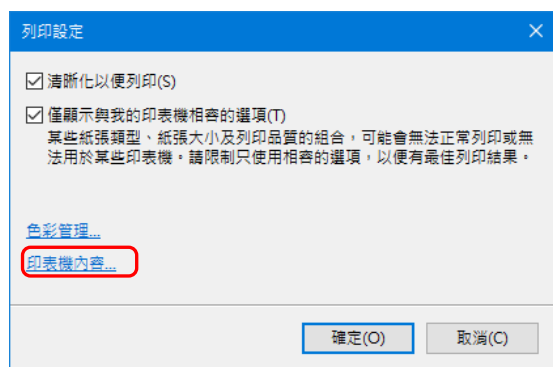 列印設定
清晰化以便列印(S)
僅顯示與我的印表機相容的選項(T)
某些紙張類型、紙張大小及列印品質的組合，可能會無法正常列印或無
法用於某些印表機。請限制只使用相容的選項，以便有最佳列印結果。
色彩管理...
印表機內容...
確定(O)
取消(C)